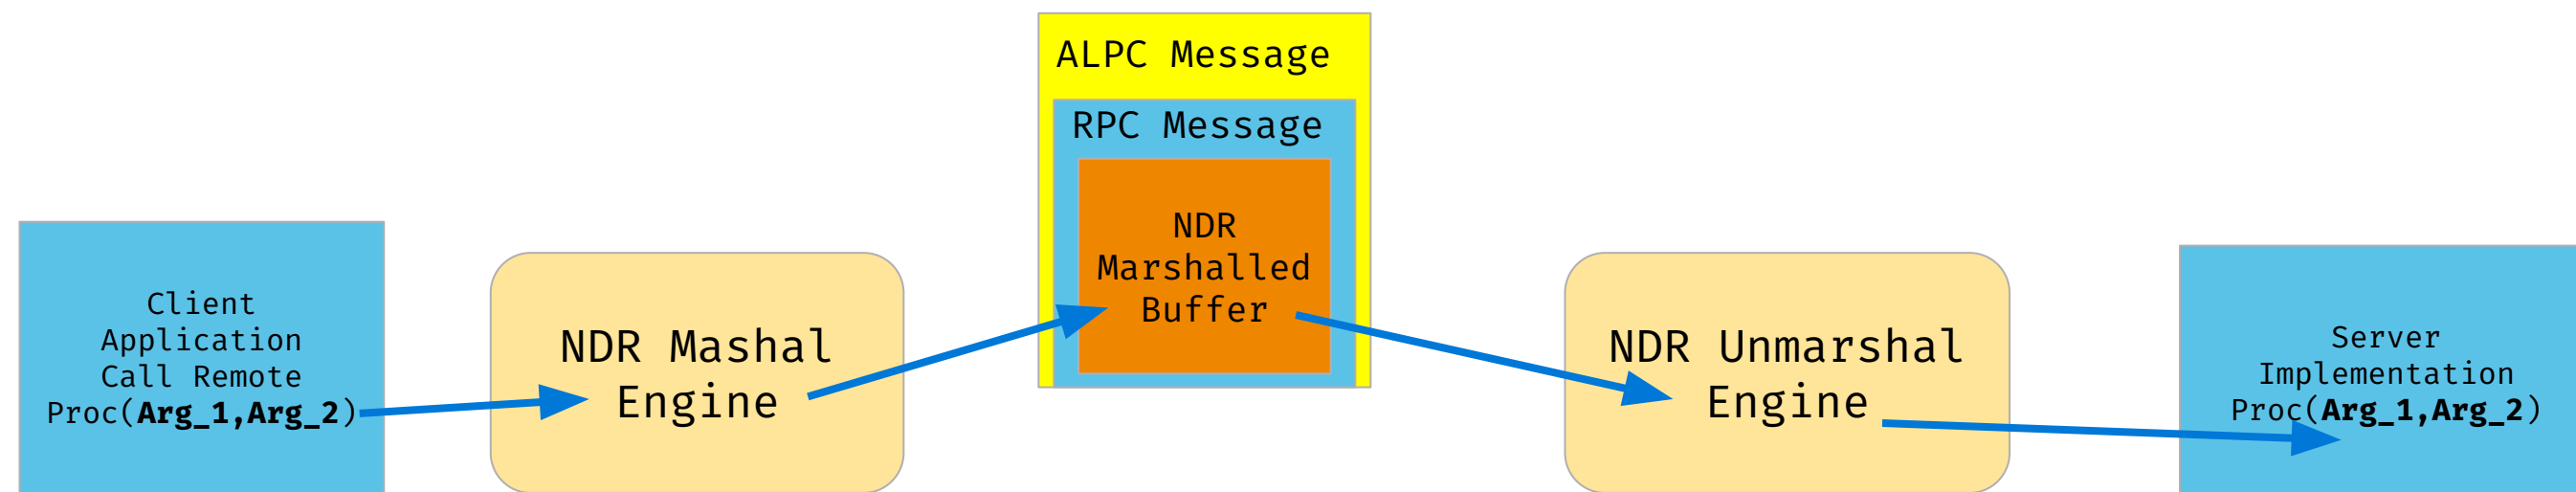 ALPC Message
RPC Message
NDR
Marshalled
Buffer
Client
Application
Call Remote
Proc(Arg_1,Arg_2)
NDR Mashal
Engine
NDR Unmarshal
Engine
Server
Implementation
Proc(Arg_1,Arg_2)